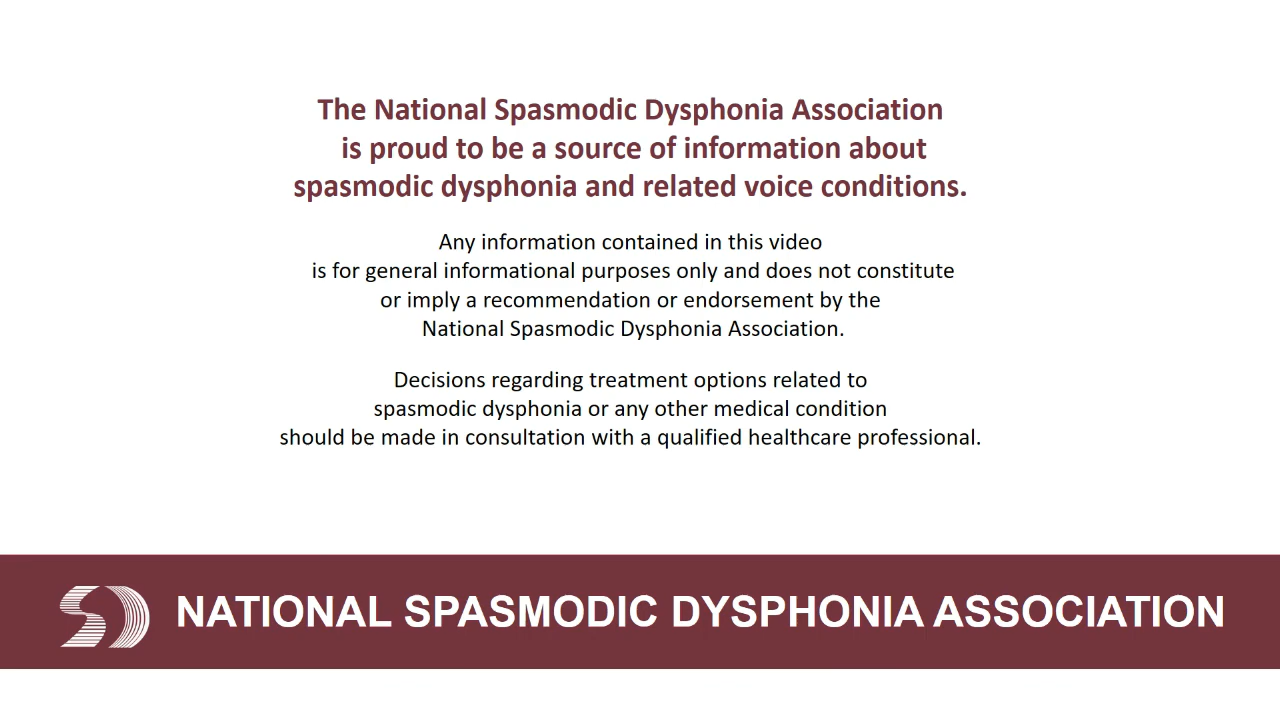 The National Spasmodic Dysphonia Association
is proud to be a source of information about
spasmodic dysphonia and related voice conditions.
Any information contained in this video
is for general informational purposes only and does not constitute
or imply a recommendation or endorsement by the
National Spasmodic Dysphonia Association.
Decisions regarding treatment options related to
spasmodic dysphonia or any other medical condition
should be made in consultation with a qualified healthcare professional.
SD NATIONAL SPASMODIC DYSPHONIA ASSOCIATION